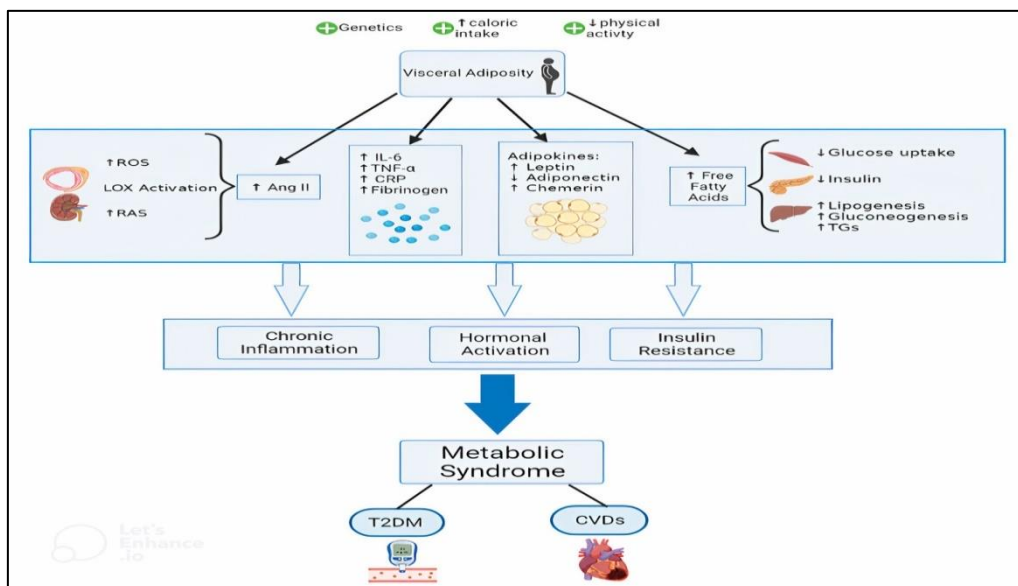 Genetics
↑ caloric
intake
↓ physical
activty
Visceral Adiposity
↑ ROS
LOX Activation
↑ RAS
↑ Ang II
↑ IL-6
↑ TNF-α
↑ CRP
↑ Fibrinogen
Adipokines:
↑ Leptin
↓ Adiponectin
↑ Chemerin
↑ Free
Fatty
Acids
↓ Glucose uptake
↓ Insulin
↑ Lipogenesis
↑ Gluconeogenesis
↑ TGs
Chronic
Inflammation
Hormonal
Activation
Insulin
Resistance
Metabolic
Syndrome
T2DM
CVDs
Let's
Enhance
.io